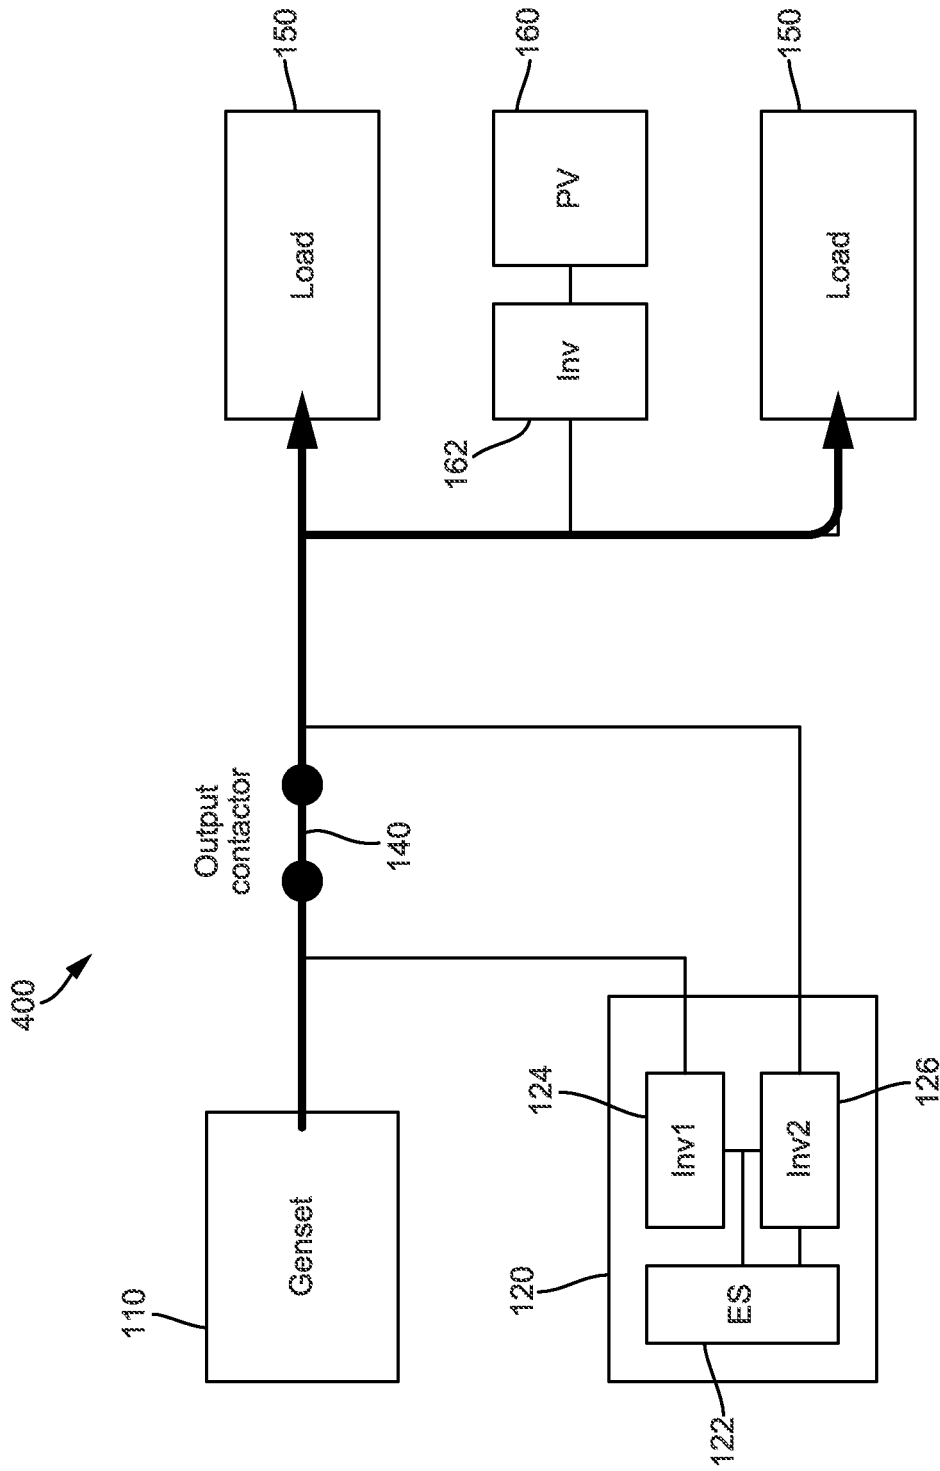 400
110
Genset
Output
contactor
140
Load
150
162
Inv
PV
160
Load
150
120
122
ES
Inv1
124
Inv2
126